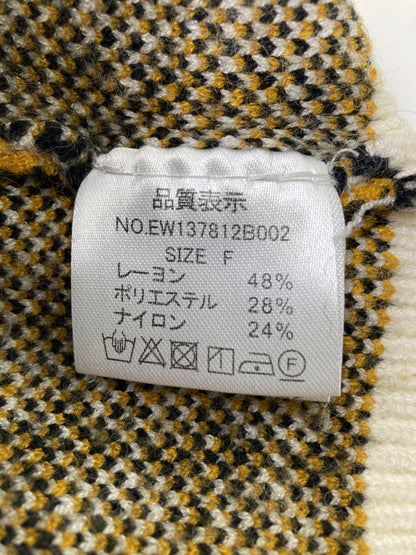 品質表示
NO.EW137812B002
SIZE F
レーヨン 48%
ポリエステル 28%
ナイロン 24%
F